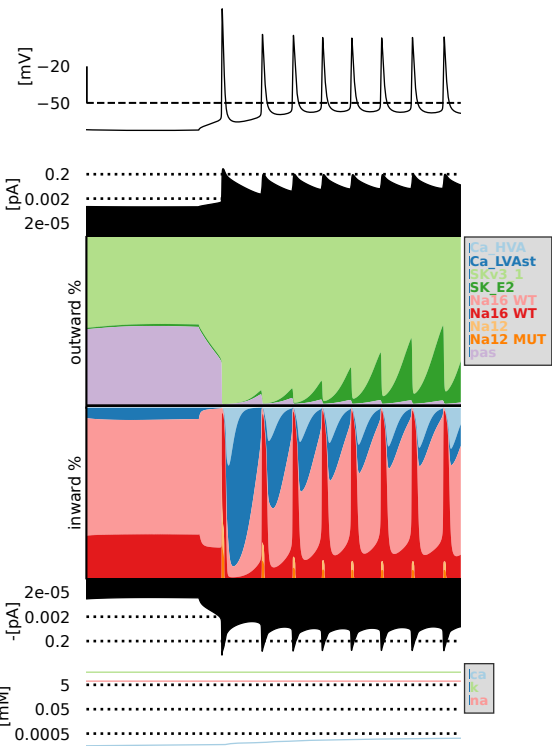 [mV]
−20
−50
[pA]
0.2
0.002
2e-05
outward %
Ca_HVA
Ca_LVAst
SKv3_1
SK_E2
Na16 WT
Na16 WT
Na12
Na12 MUT
pas
inward %
-[pA]
2e-05
0.002
0.2
[mM]
5
0.05
0.0005
ca
k
na